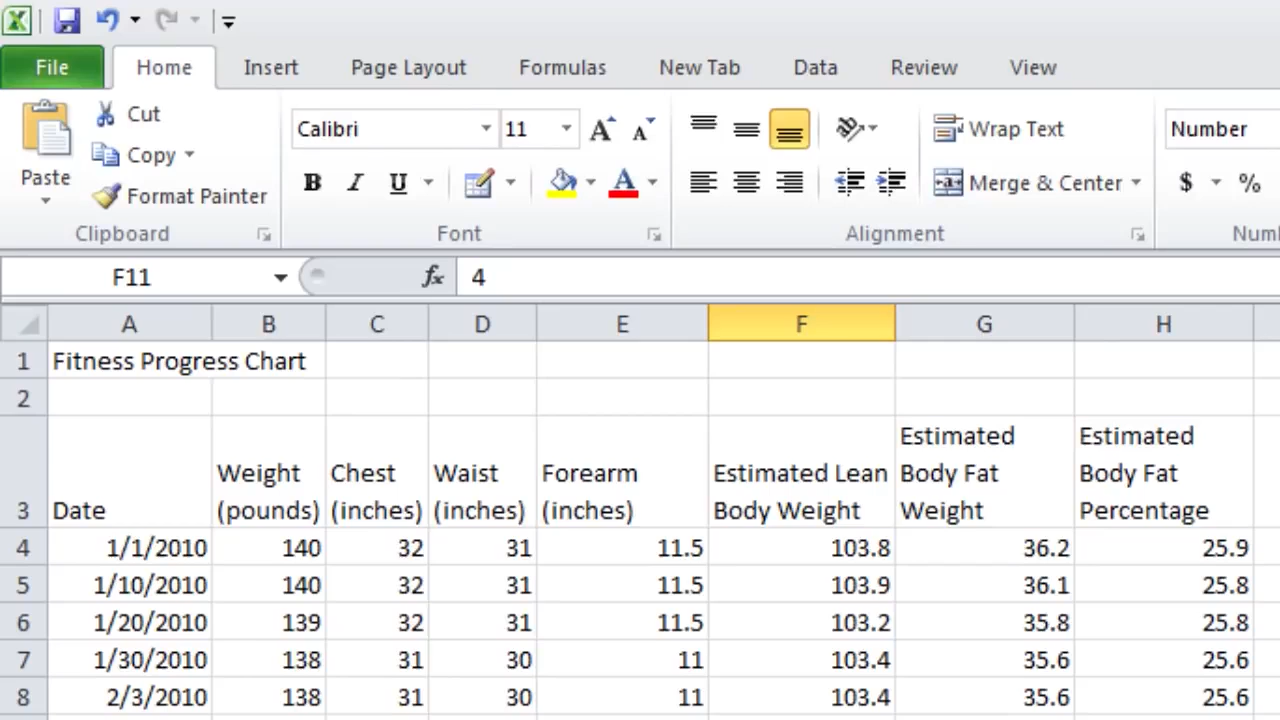 File Home Insert Page Layout Formulas New Tab Data Review View
Cut
Copy
Format Painter
Paste
Clipboard
Calibri 11
B I U A
Font
Wrap Text
Merge & Center
Alignment
Number
$ %
F11 fx 4
A B C D E F G H
1 Fitness Progress Chart
2
3 Date Weight (pounds) Chest (inches) Waist (inches) Forearm (inches) Estimated Lean Body Weight Estimated Body Fat Weight Estimated Body Fat Percentage
4 1/1/2010 140 32 31 11.5 103.8 36.2 25.9
5 1/10/2010 140 32 31 11.5 103.9 36.1 25.8
6 1/20/2010 139 32 31 11.5 103.2 35.8 25.8
7 1/30/2010 138 31 30 11 103.4 35.6 25.6
8 2/3/2010 138 31 30 11 103.4 35.6 25.6